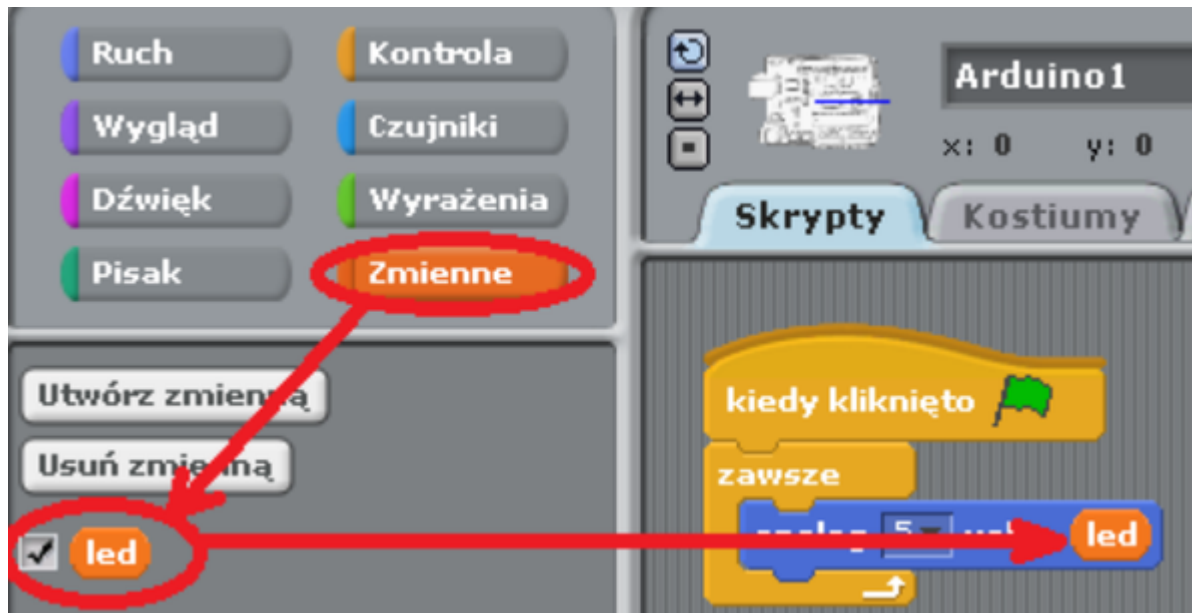 Ruch
Kontrola
Wygląd
Czujniki
Dźwięk
Wyrażenia
Pisak
Zmienne
Utwórz zmienną
Usuń zmienną
led
Arduino1
x: 0 y: 0
Skrypty
Kostiumy
kiedy kliknięto
zawsze
5
led